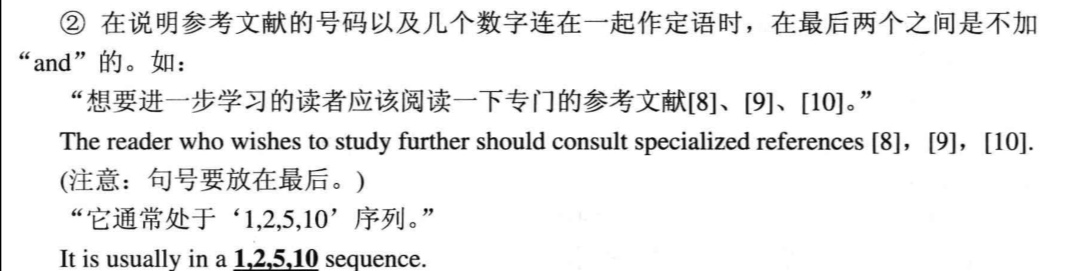 ② 在说明参考文献的号码以及几个数字连在一起作定语时，在最后两个之间是不加
“and”的。如：
“想要进一步学习的读者应该阅读一下专门的参考文献[8]、[9]、[10]。”
The reader who wishes to study further should consult specialized references [8]，[9]，[10].
(注意：句号要放在最后。)
“它通常处于‘1,2,5,10’序列。”
It is usually in a 1,2,5,10 sequence.